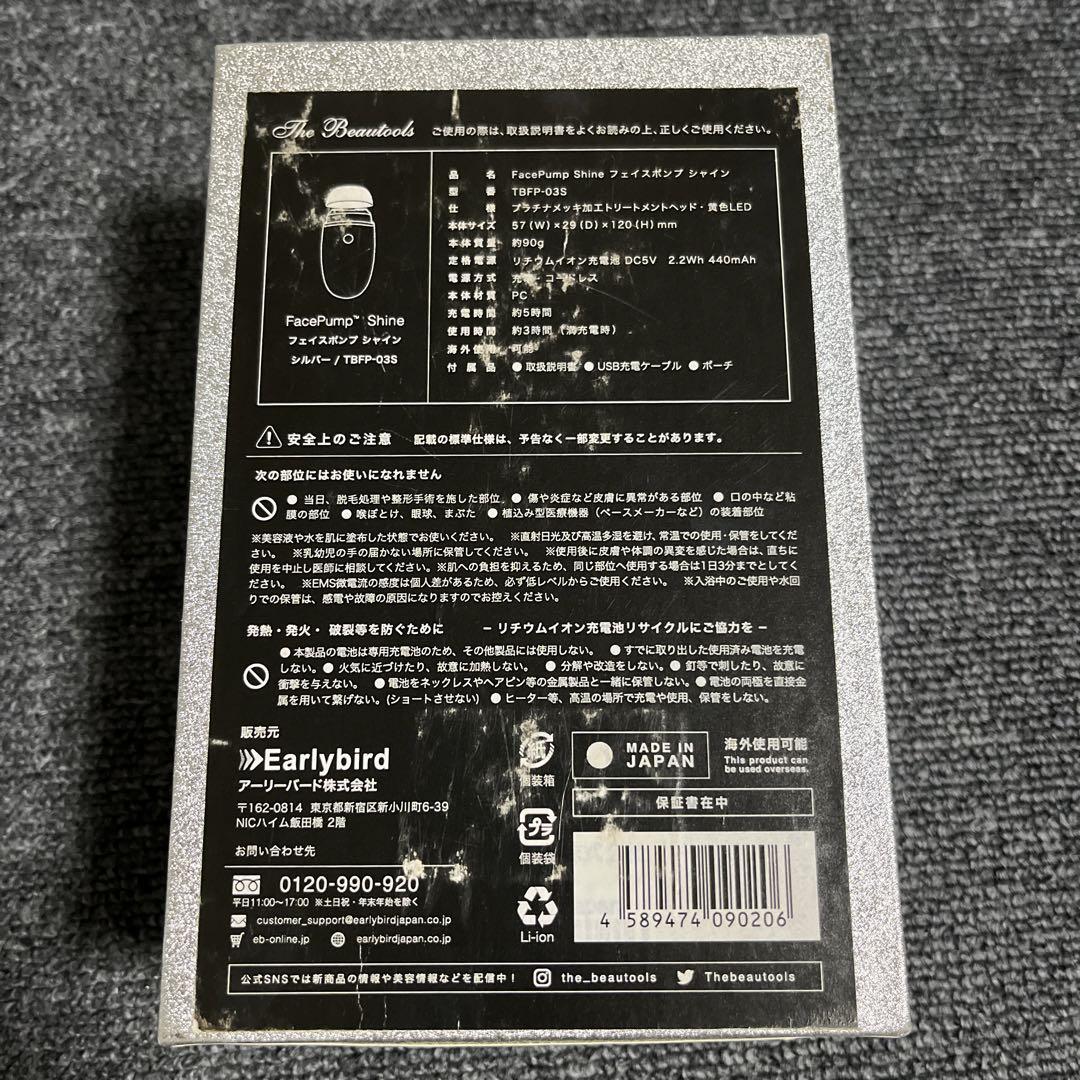 The Beautools ご使用の際は、取扱説明書をよくお読みの上、正しくご使用ください。
FacePump™ Shine
フェイスポンプ シャイン
シルバー / TBFP-03S
品名 FacePump Shine フェイスポンプ シャイン
型番 TBFP-03S
仕様 プラチナメッキ加工トリートメントヘッド・黄色LED
本体サイズ 57(W)×29(D)×120(H)mm
本体質量 約90g
定格電源 リチウムイオン充電池 DC5V 2.2Wh 440mAh
電源方式 コードレス
本体材質 PC
充電時間 約5時間
使用時間 約3時間(満充電時)
海外使用 可能
付属品 ●取扱説明書 ●USB充電ケーブル ●ポーチ
安全上のご注意 記載の標準仕様は、予告なく一部変更することがあります。
次の部位にはお使いになれません
● 当日、脱毛処理や整形手術を施した部位 ● 傷や炎症など皮膚に異常がある部位 ● 口の中など粘
膜の部位 ● 喉ぼとけ、眼球、まぶた ● 植込み型医療機器(ペースメーカーなど)の装着部位
※美容液や水を肌に塗布した状態でお使いください。 ※直射日光及び高温多湿を避け、常温での使用・保管をしてくだ
さい。 ※乳幼児の手の届かない場所に保管してください。 ※使用後に皮膚や体調の異変を感じた場合は、直ちに
使用を中止し医師に相談してください。※肌への負担を抑えるため、同じ部位へ使用する場合は1日3分までとしてく
ださい。 ※EMS微電流の感度は個人差があるため、必ず低レベルからご使用ください。 ※入浴中のご使用や水回
りでの保管は、感電や故障の原因になりますのでお控えください。
発熱・発火・破裂等を防ぐために − リチウムイオン充電池リサイクルにご協力を −
● 本製品の電池は専用充電池のため、その他製品には使用しない。 ● すでに取り出した使用済み電池を充電
しない。 ● 火気に近づけたり、故意に加熱しない。 ● 分解や改造をしない。 ● 釘等で刺したり、故意に
衝撃を与えない。 ● 電池をネックレスやヘアピン等の金属製品と一緒に保管しない。 ● 電池の両極を直接金
属を用いて繋げない。(ショートさせない) ● ヒーター等、高温の場所で充電や使用、保管をしない。
販売元
Earlybird
アーリーバード株式会社
〒162-0814 東京都新宿区新小川町6-39
NICハイム飯田橋 2階
お問い合わせ先
0120-990-920
平日11:00〜17:00 ※土日祝・年末年始を除く
customer_support@earlybirdjapan.co.jp
eb-online.jp earlybirdjapan.co.jp
紙
個装箱
プラ
個装袋
Li-ion
MADE IN
JAPAN
海外使用可能
This product can
be used overseas.
保証書在中
4 589474 090206
公式SNSでは新商品の情報や美容情報などを配信中! the_beautools Thebeautools